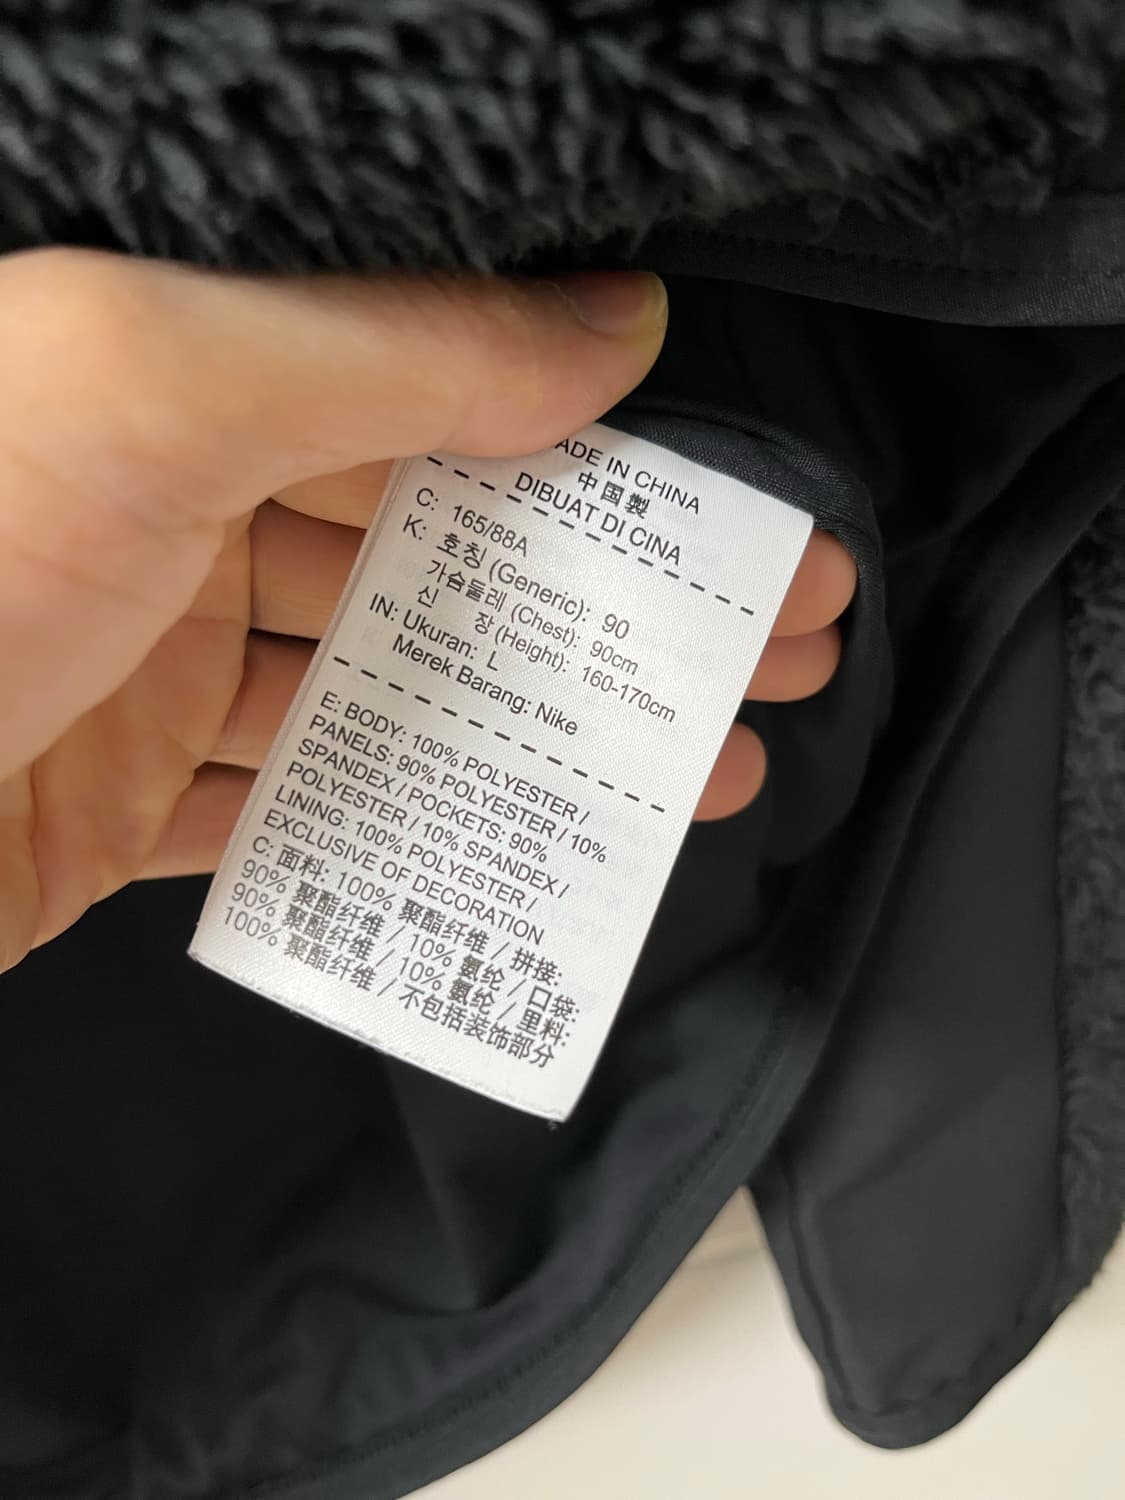 ADE IN CHINA
中国製
DIBUAT DI CINA
C: 165/88A
K: 호칭 (Generic): 90
가슴둘레 (Chest): 90cm
신 장 (Height): 160-170cm
IN: Ukuran: L
Merek Barang: Nike
E: BODY: 100% POLYESTER /
PANELS: 90% POLYESTER / 10%
SPANDEX / POCKETS: 90%
POLYESTER / 10% SPANDEX /
LINING: 100% POLYESTER /
EXCLUSIVE OF DECORATION
C: 面料: 100% 聚酯纤维 / 拼接:
90% 聚酯纤维 / 10% 氨纶 / 口袋:
90% 聚酯纤维 / 10% 氨纶 / 里料:
100% 聚酯纤维 / 不包括装饰部分